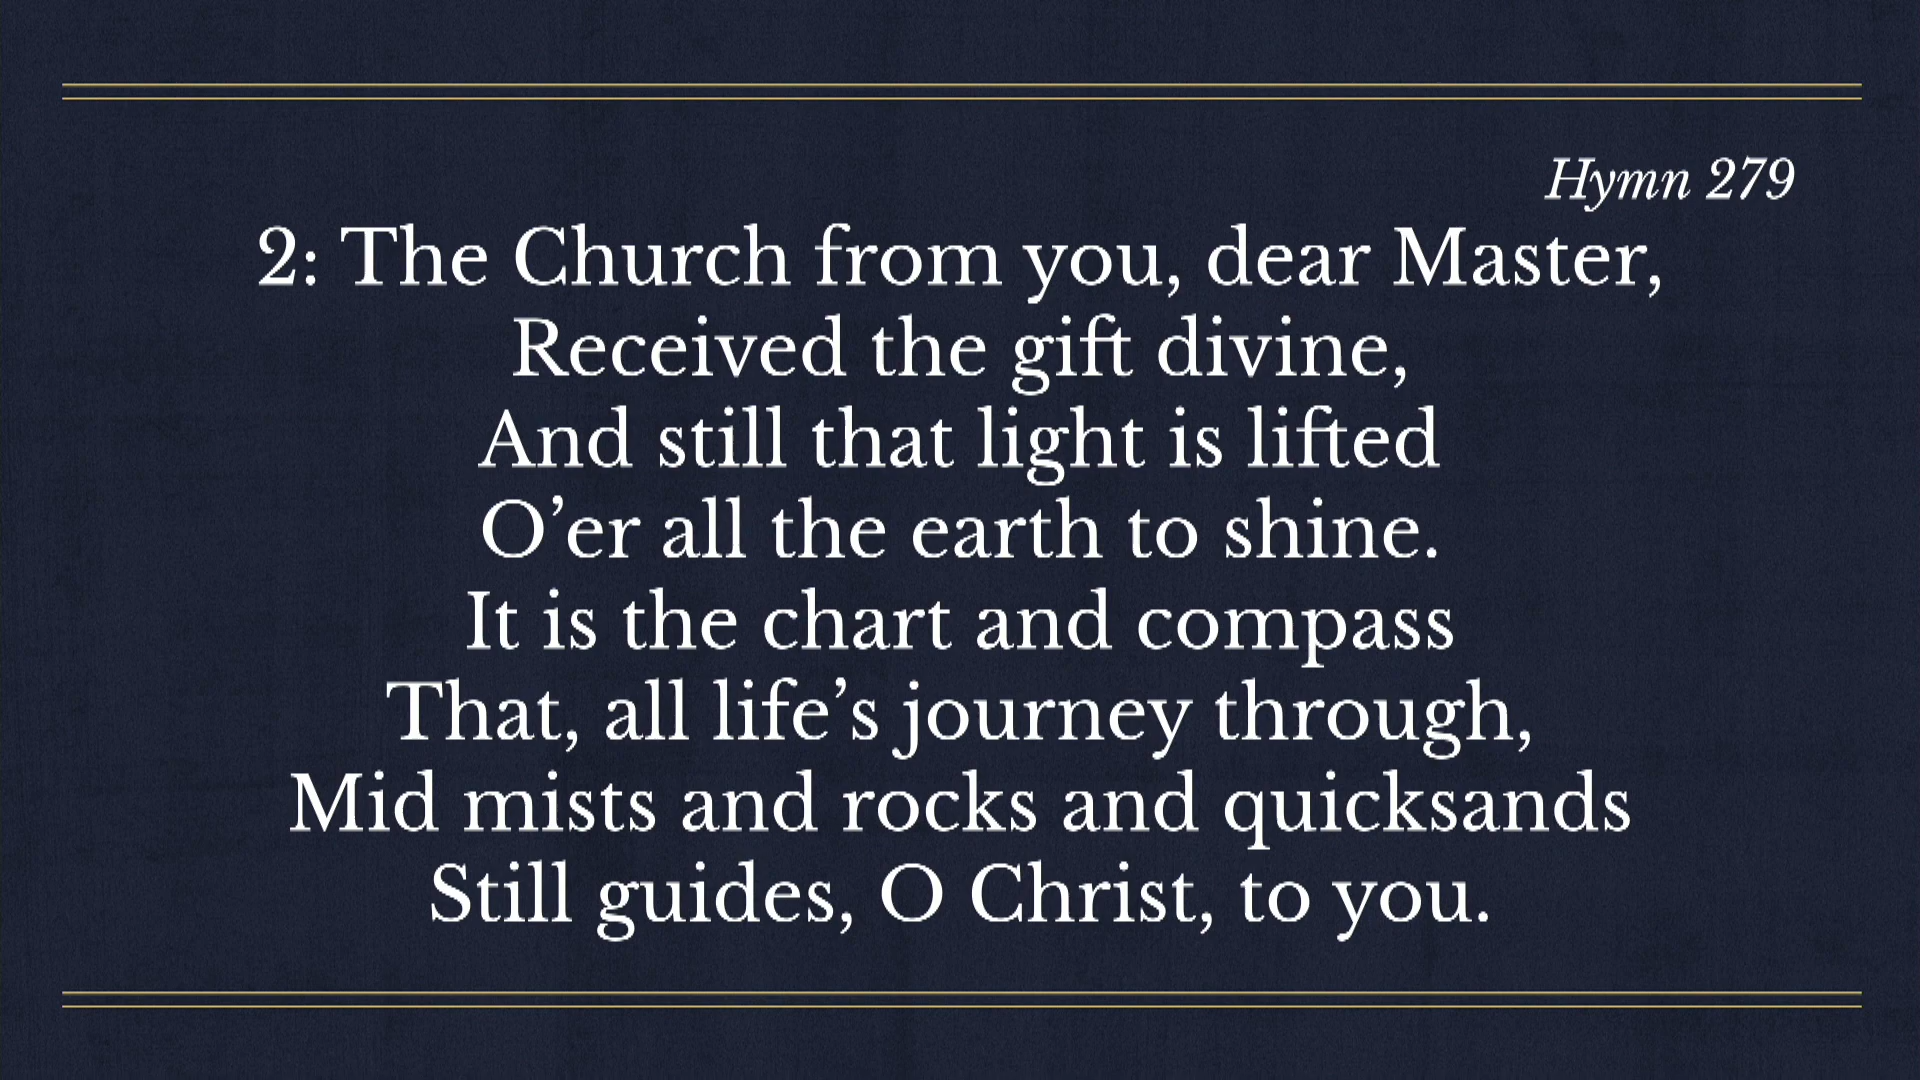 Hymn 279
2: The Church from you, dear Master,
Received the gift divine,
And still that light is lifted
O’er all the earth to shine.
It is the chart and compass
That, all life’s journey through,
Mid mists and rocks and quicksands
Still guides, O Christ, to you.